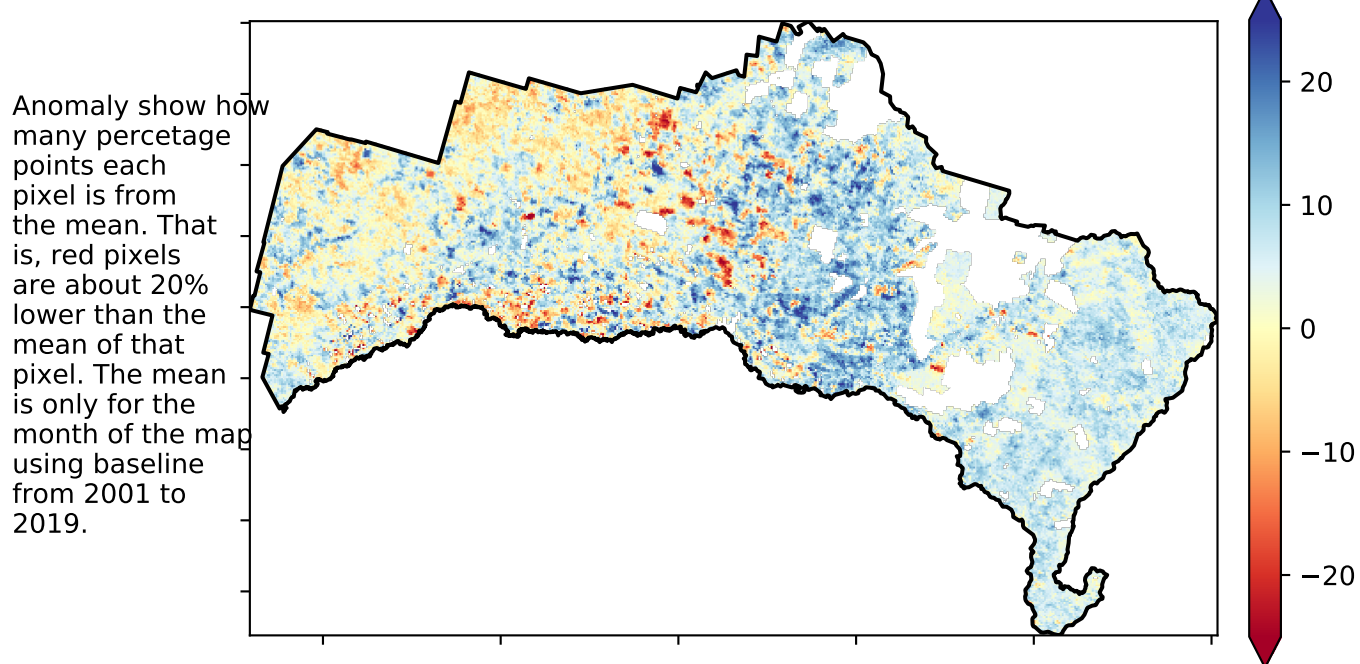 Anomaly show how
many percetage
points each
pixel is from
the mean. That
is, red pixels
are about 20%
lower than the
mean of that
pixel. The mean
is only for the
month of the map
using baseline
from 2001 to
2019.
20
10
0
−10
−20